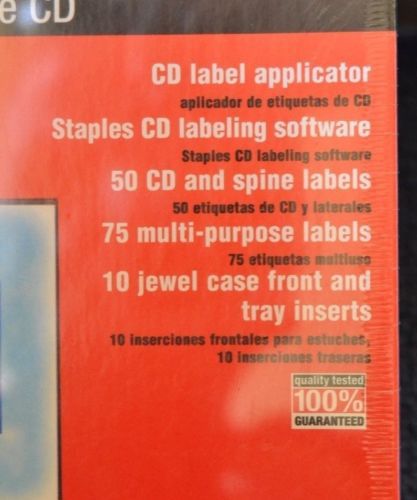 e CD
CD label applicator
aplicador de etiquetas de CD
Staples CD labeling software
Staples CD labeling software
50 CD and spine labels
50 etiquetas de CD y laterales
75 multi-purpose labels
75 etiquetas multiuso
10 jewel case front and
tray inserts
10 inserciones frontales para estuches,
10 inserciones traseras
quality tested
100%
GUARANTEED